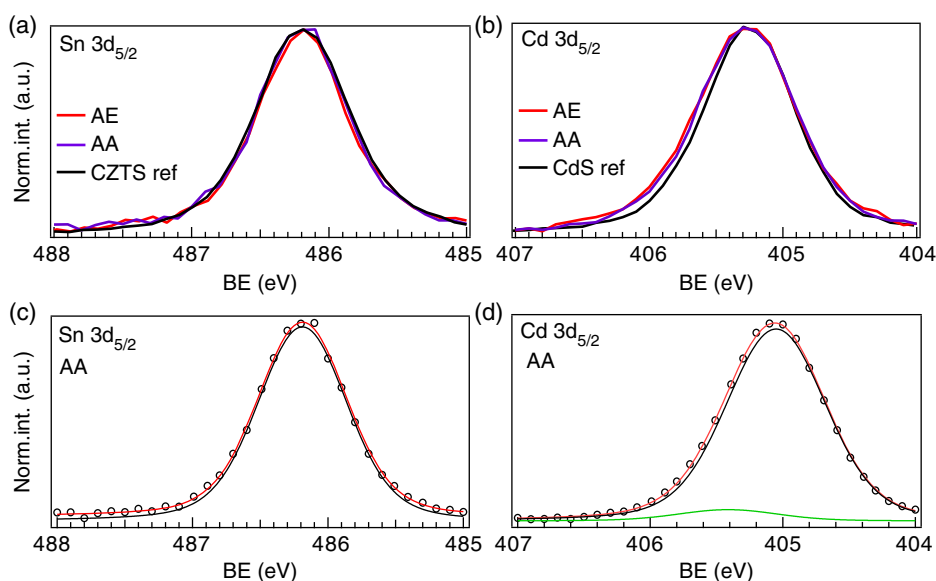 (a)
Sn 3d5/2
AE
AA
CZTS ref
Norm.int. (a.u.)
488 487 486 485
BE (eV)
(b)
Cd 3d5/2
AE
AA
CdS ref
407 406 405 404
BE (eV)
(c)
Sn 3d5/2
AA
Norm.int. (a.u.)
488 487 486 485
BE (eV)
(d)
Cd 3d5/2
AA
407 406 405 404
BE (eV)